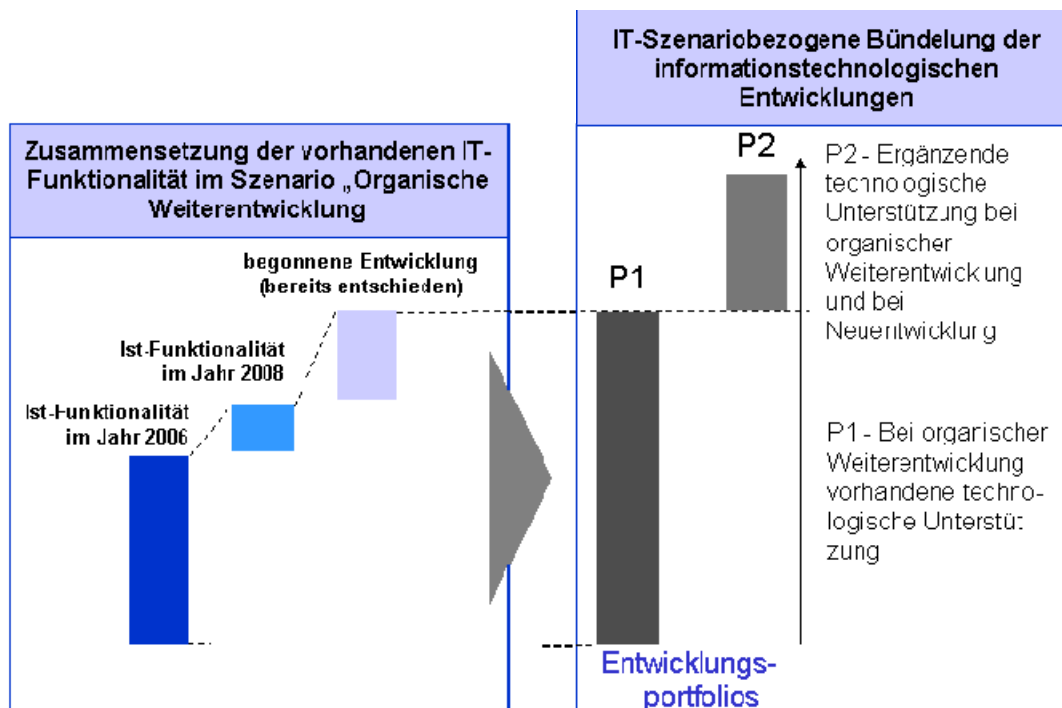 Zusammensetzung der vorhandenen IT-
Funktionalität im Szenario „Organische
Weiterentwicklung
begonnene Entwicklung
(bereits entschieden)
Ist-Funktionalität
im Jahr 2008
Ist-Funktionalität
im Jahr 2006
IT-Szenariobezogene Bündelung der
informationstechnologischen
Entwicklungen
P2
P1
P2 - Ergänzende
technologische
Unterstützung bei
organischer
Weiterentwicklung
und bei
Neuentwicklung
P1 - Bei organischer
Weiterentwicklung
vorhandene techno-
logische Unterstüt
zung
Entwicklungs-
portfolios